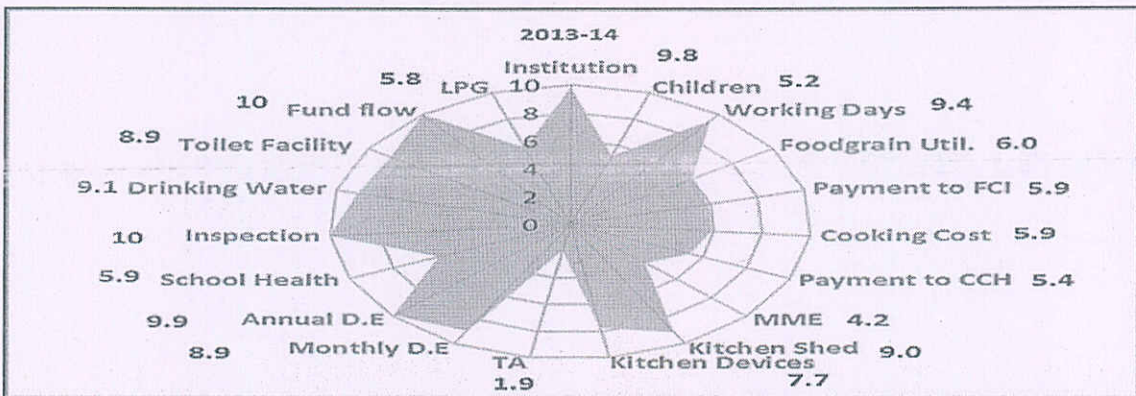 2013-14
Institution 9.8
Children 5.2
Working Days 9.4
Foodgrain Util. 6.0
Payment to FCI 5.9
Cooking Cost 5.9
Payment to CCH 5.4
MME 4.2
Kitchen Shed 9.0
Kitchen Devices 7.7
TA 1.9
Monthly D.E 8.9
Annual D.E 9.9
School Health 5.9
Inspection 10
Drinking Water 9.1
Toilet Facility 8.9
Fund flow 10
LPG 5.8
10
8
6
4
2
0